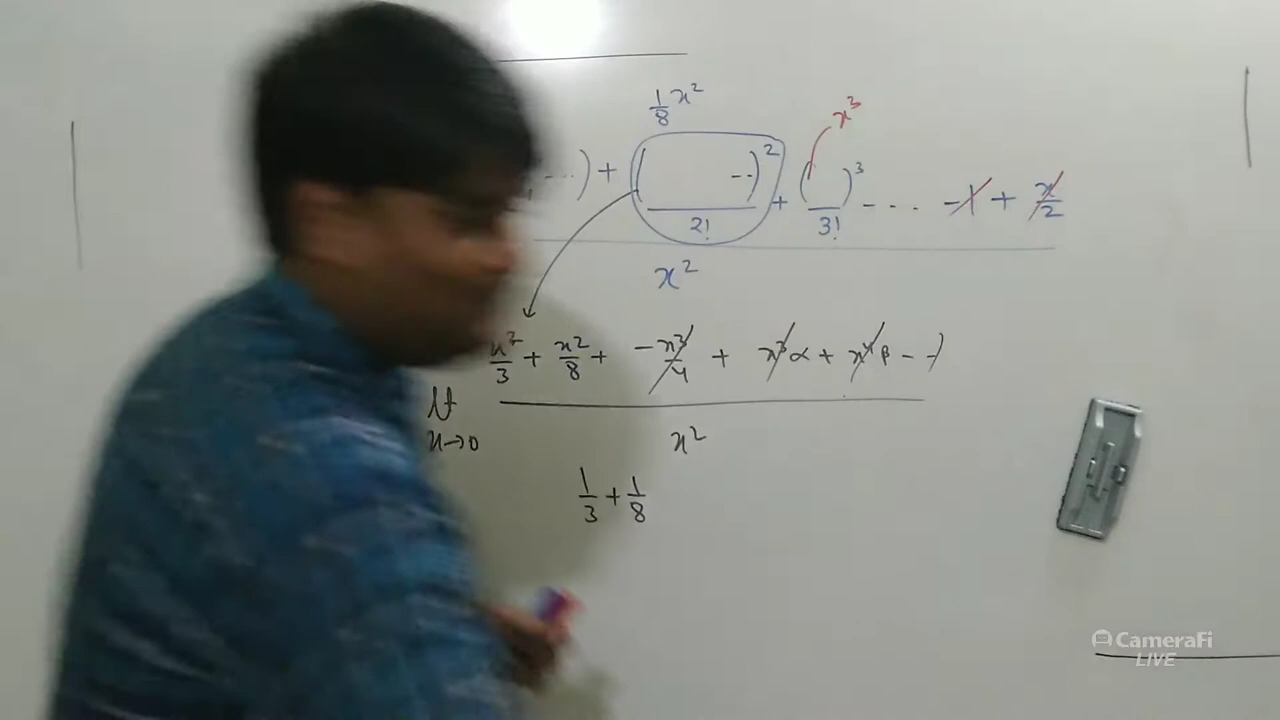 1/8 x²
...) + ( --)²/2! + ( )³/3! - ... - 1 + x/2
x³
x²
x²/3 + x²/8 + -x³/4 + x³α + x⁴β - -)
lt x→0
x²
1/3 + 1/8
CameraFi
LIVE